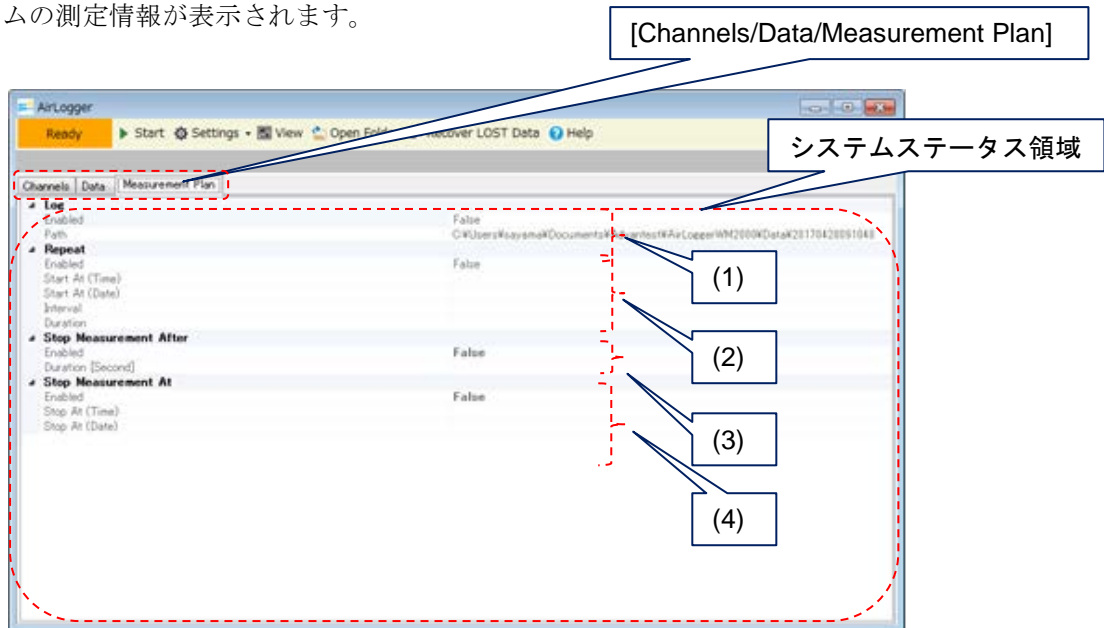 ムの測定情報が表示されます。
[Channels/Data/Measurement Plan]
AirLogger
Ready Start Settings View Open Recover LOST Data Help
システムステータス領域
Channels Data Measurement Plan
Log
Enabled False
Path
Repeat
Enabled False
(1)
Start At (Time)
Start At (Date)
Interval
Duration
Stop Measurement After
Enabled False
(2)
Duration [Second]
Stop Measurement At
Enabled False
Stop At (Time)
Stop At (Date)
(3)
(4)